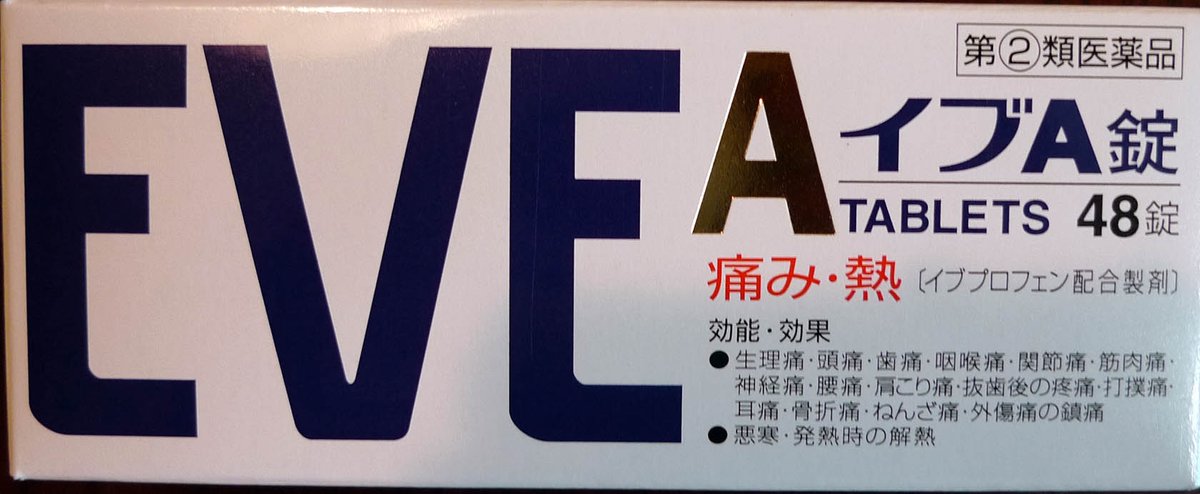 EVE A
第②類医薬品
イブA錠
TABLETS 48錠
痛み・熱〔イブプロフェン配合製剤〕
効能・効果
●生理痛・頭痛・歯痛・咽喉痛・関節痛・筋肉痛・
神経痛・腰痛・肩こり痛・抜歯後の疼痛・打撲痛・
耳痛・骨折痛・ねんざ痛・外傷痛の鎮痛
●悪寒・発熱時の解熱